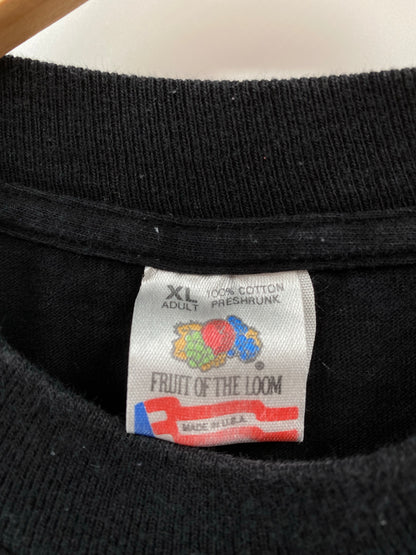 XL 100% COTTON
ADULT PRESHRUNK
FRUIT OF THE LOOM
®
MADE IN U.S.A.